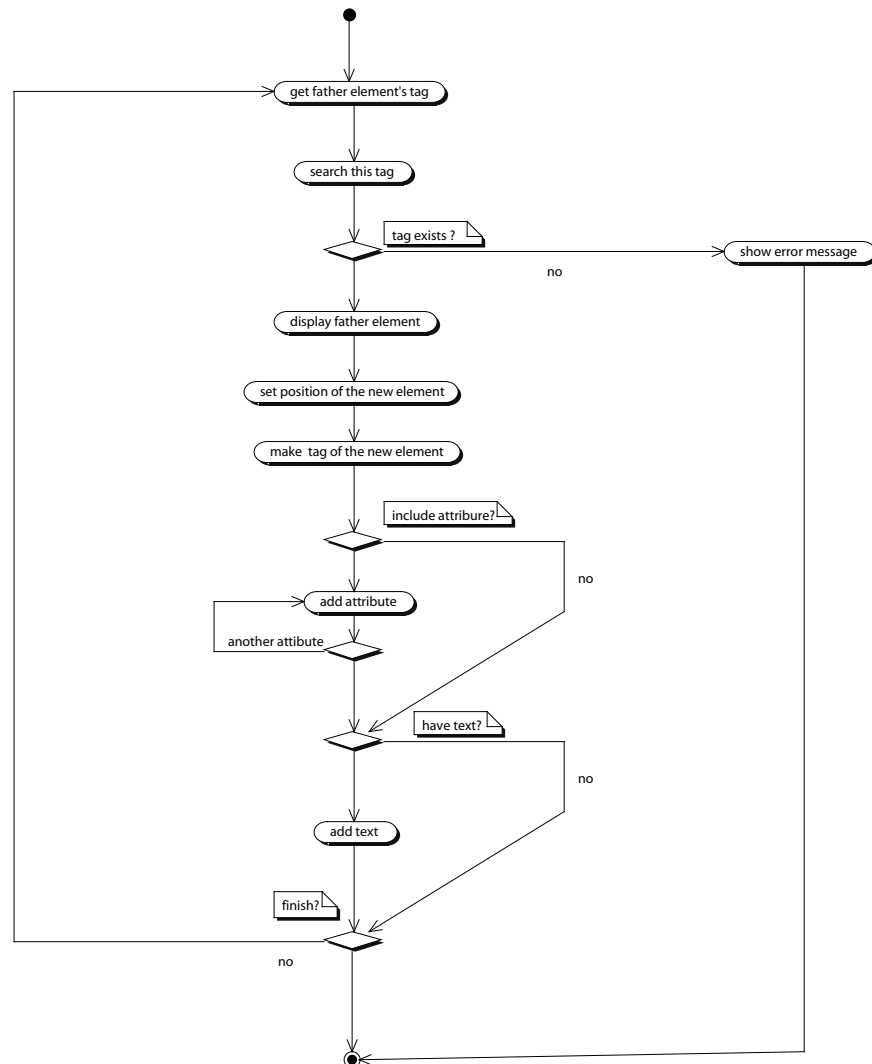 get father element's tag
search this tag
tag exists ?
no
show error message
display father element
set position of the new element
make tag of the new element
include attribure?
no
add attribute
another attibute
have text?
no
add text
finish?
no